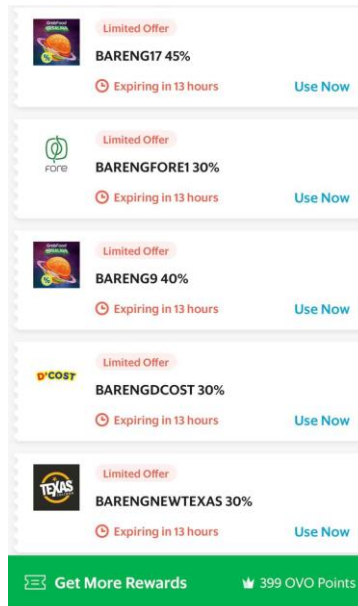 Limited Offer
BARENG17 45%
Expiring in 13 hours
Use Now
FORE
Limited Offer
BARENGFORE1 30%
Expiring in 13 hours
Use Now
Limited Offer
BARENG9 40%
Expiring in 13 hours
Use Now
D'COST
Limited Offer
BARENGDCOST 30%
Expiring in 13 hours
Use Now
TEXAS
Limited Offer
BARENGNEWTEXAS 30%
Expiring in 13 hours
Use Now
Get More Rewards
399 OVO Points